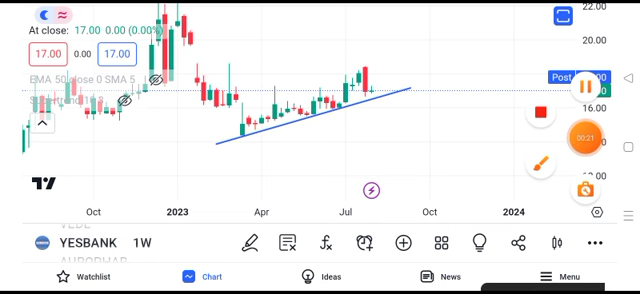 22.00
At close: 17.00 0.00 (0.00%)
20.00
17.00 0.00 17.00
EMA 50 close 0 SMA 5
Post
16.00
00:21
Oct 2023 Apr Jul Oct 2024
YESBANK 1W
Watchlist Chart Ideas News Menu